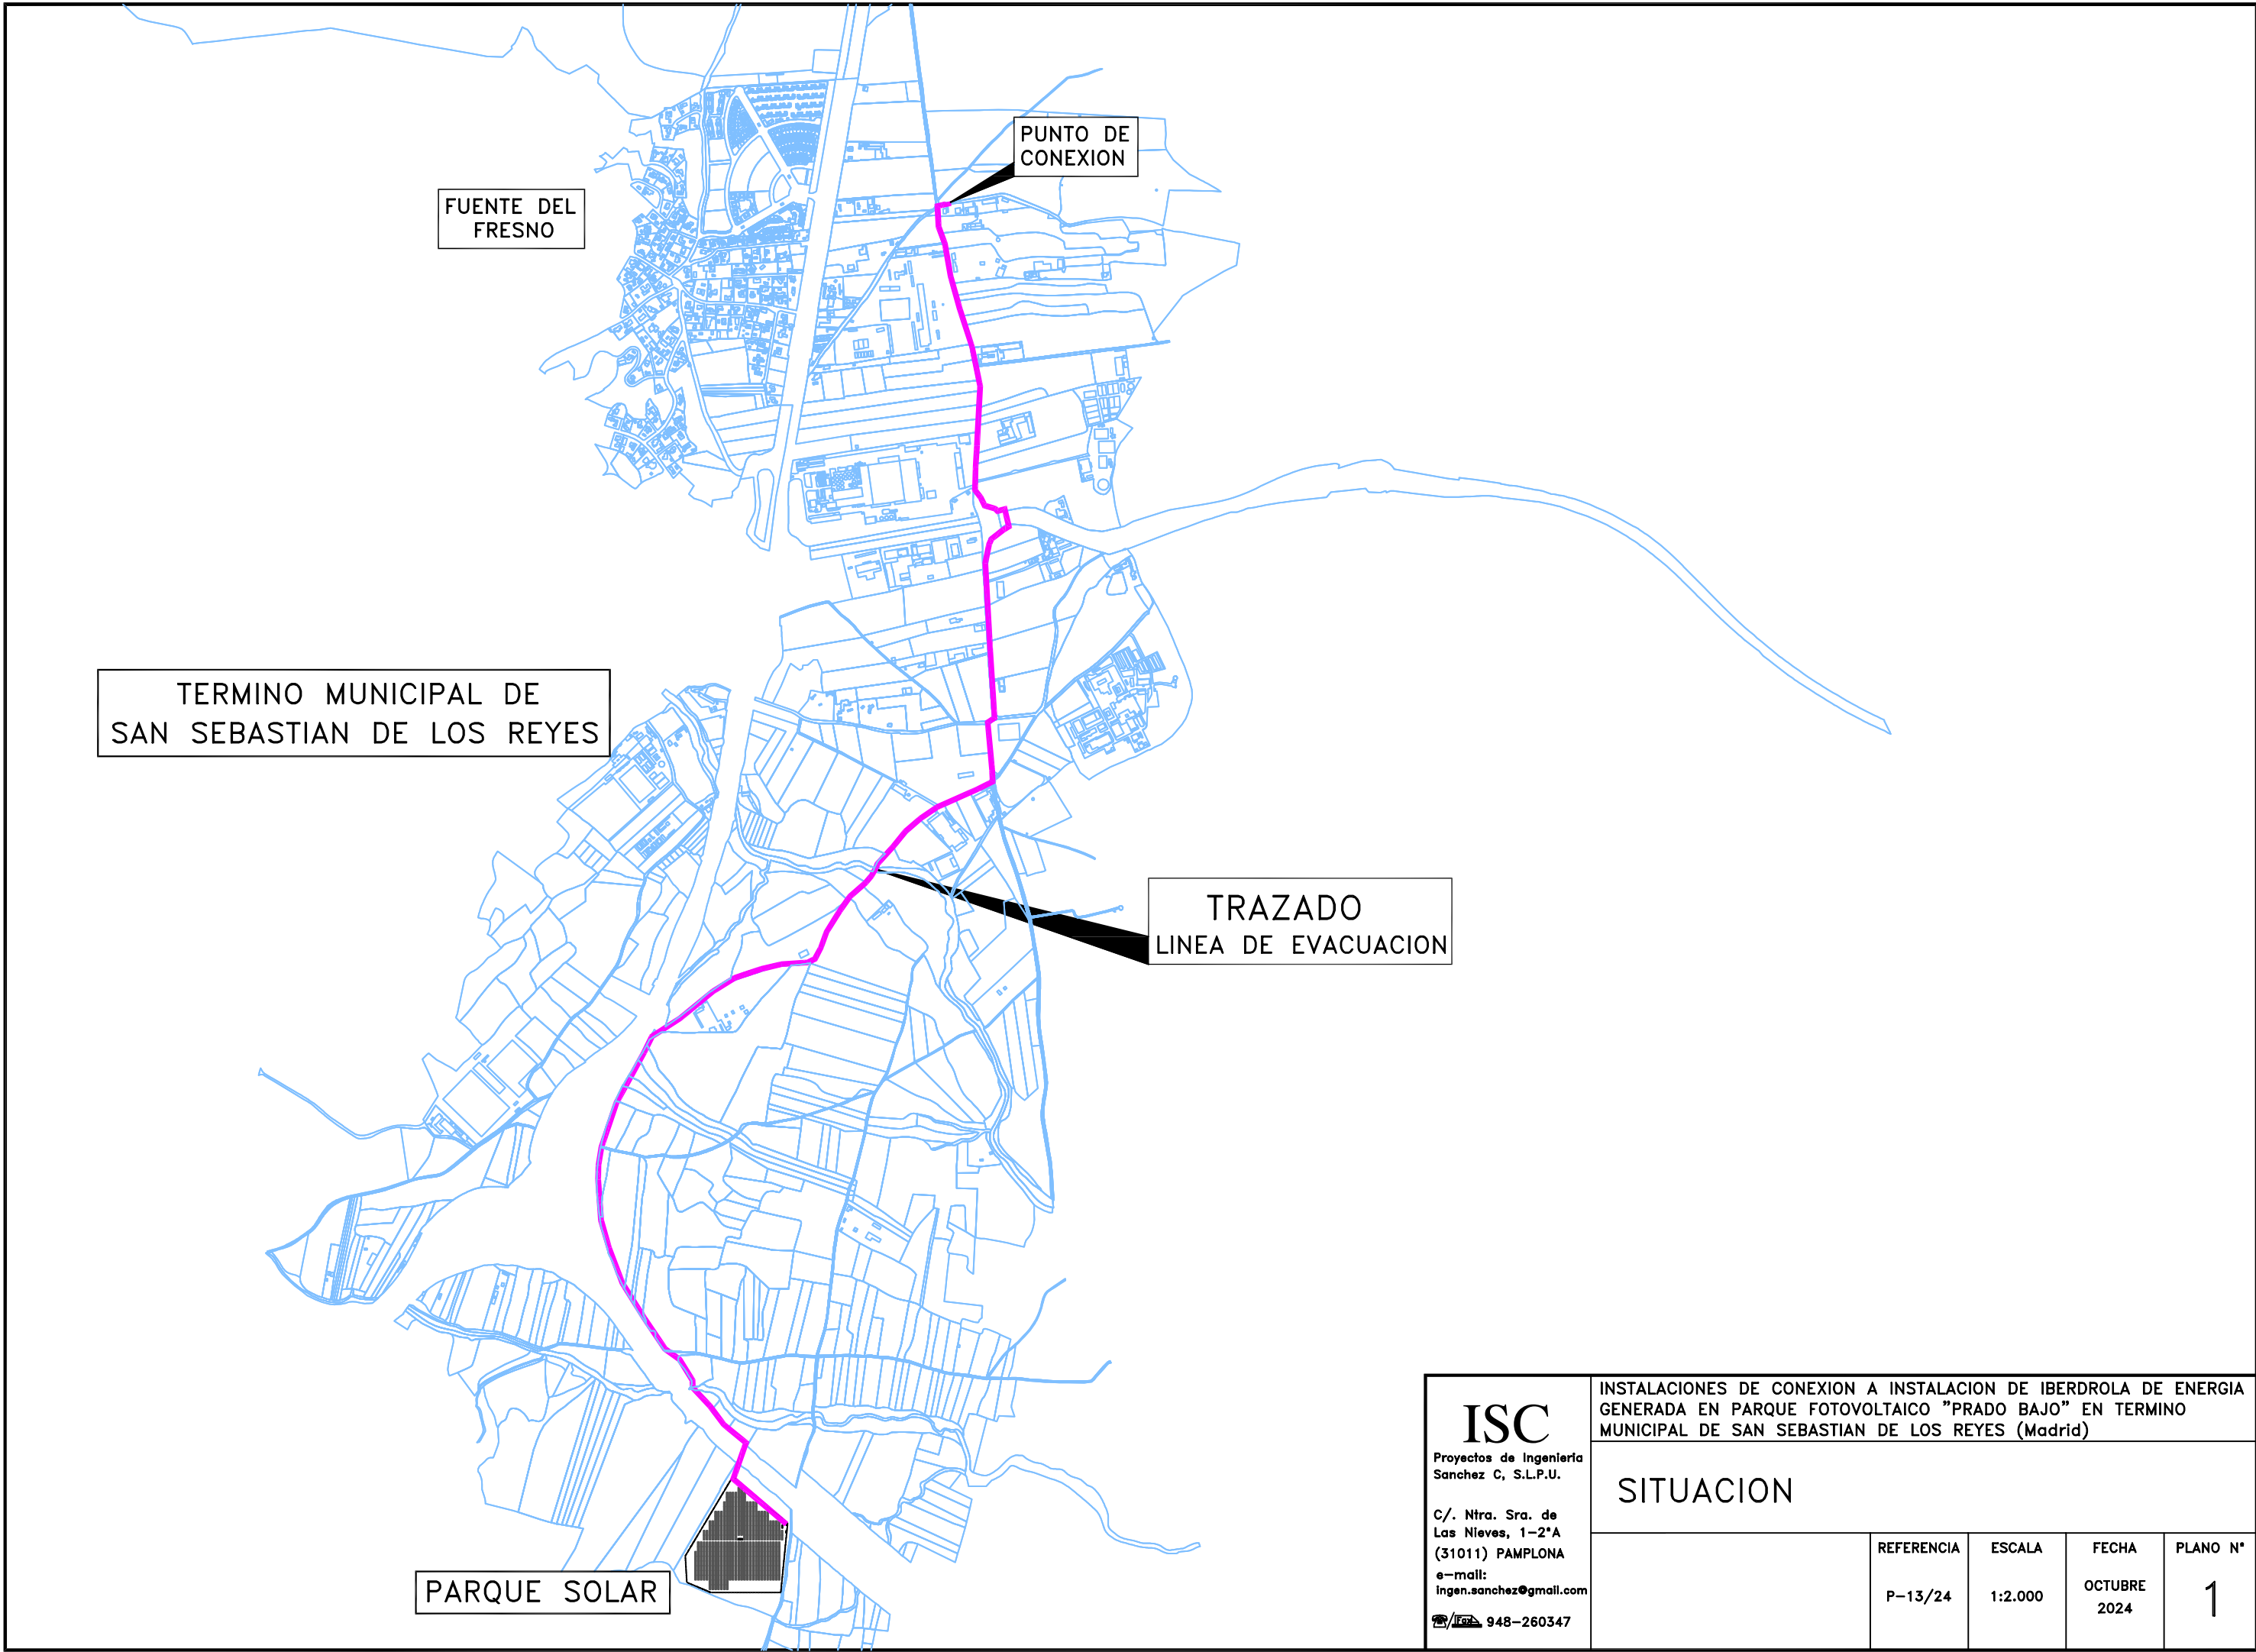 PUNTO DE
CONEXION
FUENTE DEL
FRESNO
TERMINO MUNICIPAL DE
SAN SEBASTIAN DE LOS REYES
TRAZADO
LINEA DE EVACUACION
PARQUE SOLAR
ISC
Proyectos de Ingenieria
Sanchez C, S.L.P.U.
C/. Ntra. Sra. de
Las Nieves, 1-2ªA
(31011) PAMPLONA
e-mail:
ingen.sanchez@gmail.com
☎/Fax 948-260347
INSTALACIONES DE CONEXION A INSTALACION DE IBERDROLA DE ENERGIA
GENERADA EN PARQUE FOTOVOLTAICO "PRADO BAJO" EN TERMINO
MUNICIPAL DE SAN SEBASTIAN DE LOS REYES (Madrid)
SITUACION
REFERENCIA
P-13/24
ESCALA
1:2.000
FECHA
OCTUBRE
2024
PLANO Nº
1